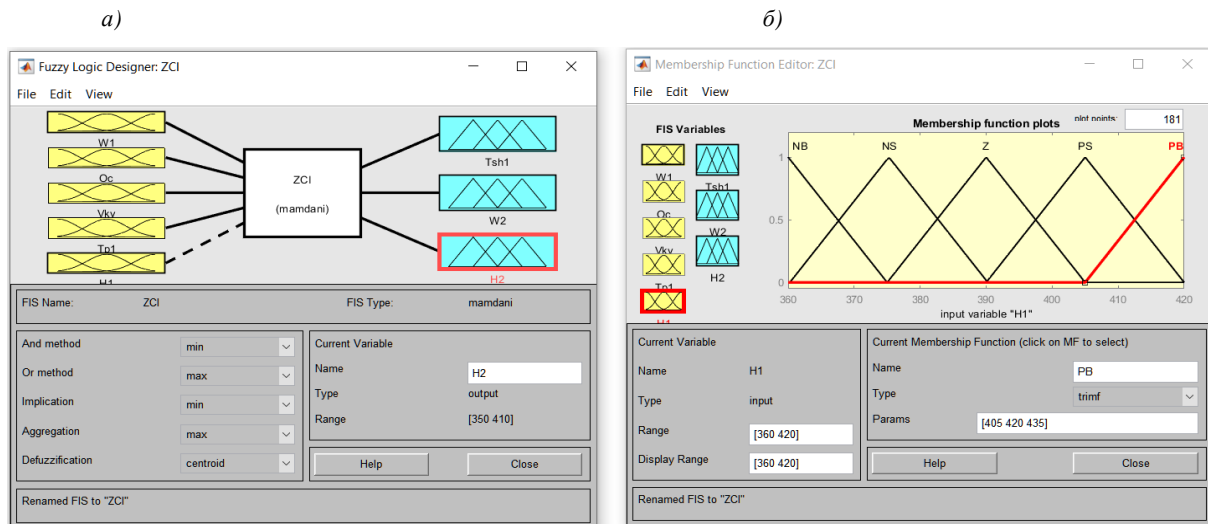 а)
б)
Fuzzy Logic Designer: ZCI
File Edit View
W1
Oc
Vkv
Tp1
H1
ZCI
(mamdani)
Tsh1
W2
H2
FIS Name: ZCI FIS Type: mamdani
And method min
Or method max
Implication min
Aggregation max
Defuzzification centroid
Current Variable
Name H2
Type output
Range [350 410]
Help Close
Renamed FIS to "ZCI"
Membership Function Editor: ZCI
File Edit View
FIS Variables
W1
Oc
Vkv
Tp1
H1
Tsh1
W2
H2
Membership function plots plot points: 181
NB NS Z PS PB
1
0.5
0
360 370 380 390 400 410 420
input variable "H1"
Current Variable
Name H1
Type input
Range [360 420]
Display Range [360 420]
Current Membership Function (click on MF to select)
Name PB
Type trimf
Params [405 420 435]
Help Close
Renamed FIS to "ZCI"